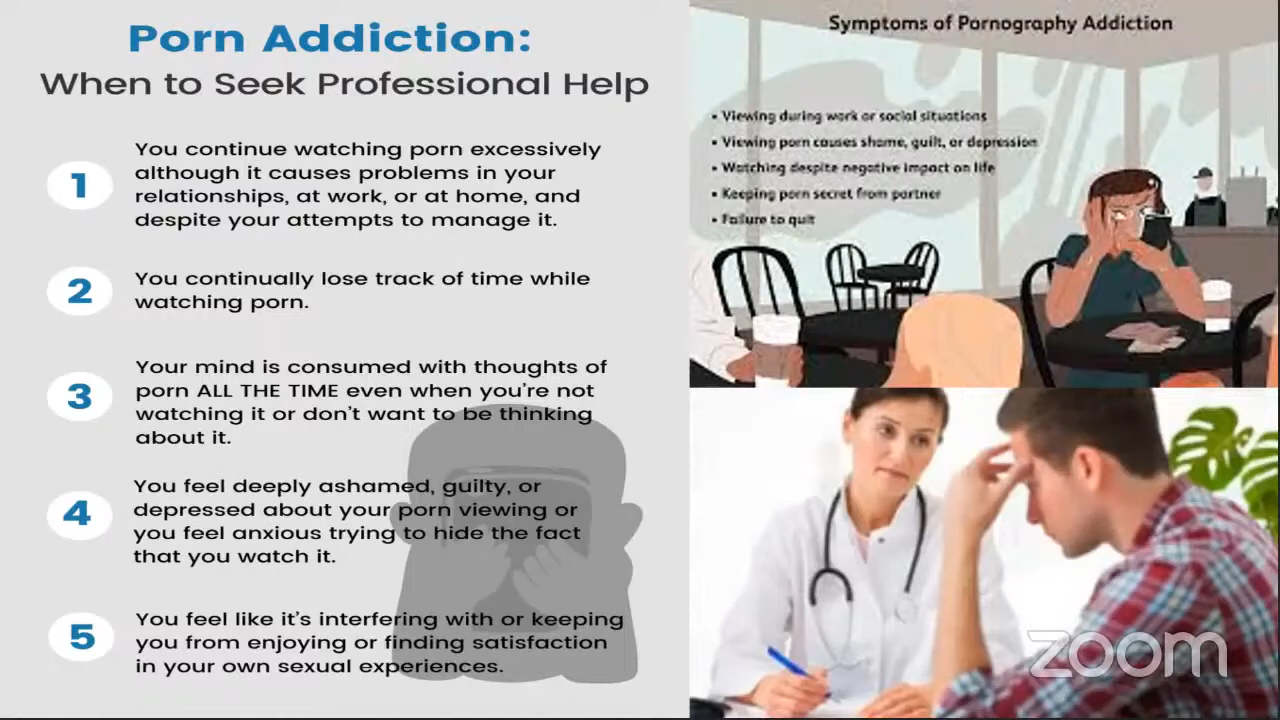 Porn Addiction:
When to Seek Professional Help
1
You continue watching porn excessively
although it causes problems in your
relationships, at work, or at home, and
despite your attempts to manage it.
2
You continually lose track of time while
watching porn.
3
Your mind is consumed with thoughts of
porn ALL THE TIME even when you're not
watching it or don't want to be thinking
about it.
4
You feel deeply ashamed, guilty, or
depressed about your porn viewing or
you feel anxious trying to hide the fact
that you watch it.
5
You feel like it's interfering with or keeping
you from enjoying or finding satisfaction
in your own sexual experiences.
Symptoms of Pornography Addiction
• Viewing during work or social situations
• Viewing porn causes shame, guilt, or depression
• Watching despite negative impact on life
• Keeping porn secret from partner
• Failure to quit
zoom